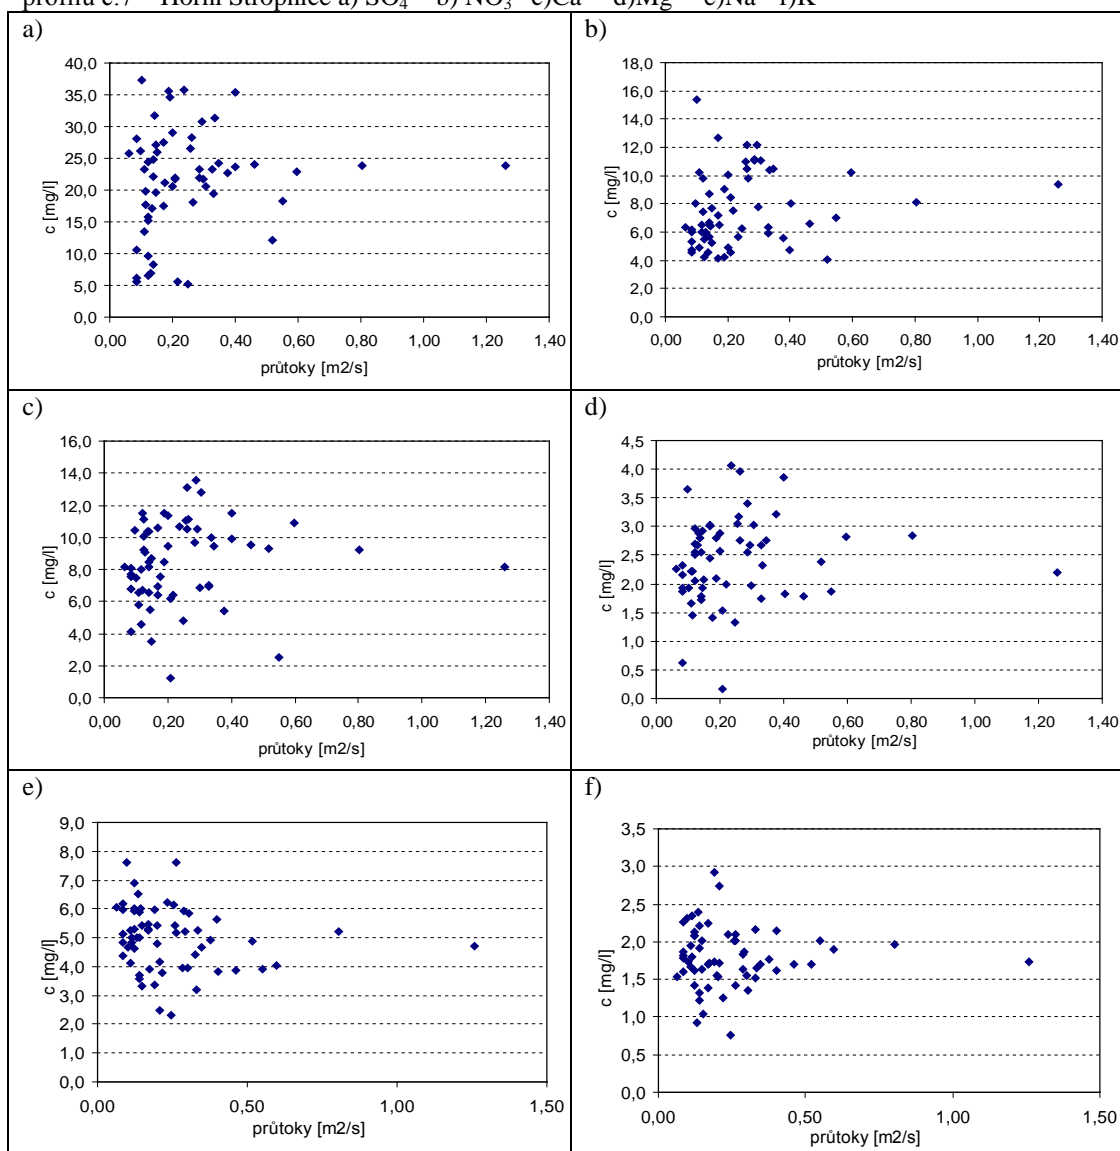 profilu č.7 – Horní Stropnice a) SO₄ b) NO₃ c)Ca d)Mg e)Na f)K
a)
40,0
35,0
30,0
25,0
20,0
15,0
10,0
5,0
0,0
c [mg/l]
0,00 0,20 0,40 0,60 0,80 1,00 1,20 1,40
průtoky [m2/s]
b)
18,0
16,0
14,0
12,0
10,0
8,0
6,0
4,0
2,0
0,0
c [mg/l]
0,00 0,20 0,40 0,60 0,80 1,00 1,20 1,40
průtoky [m2/s]
c)
16,0
14,0
12,0
10,0
8,0
6,0
4,0
2,0
0,0
c [mg/l]
0,00 0,20 0,40 0,60 0,80 1,00 1,20 1,40
průtoky [m2/s]
d)
4,5
4,0
3,5
3,0
2,5
2,0
1,5
1,0
0,5
0,0
c [mg/l]
0,00 0,20 0,40 0,60 0,80 1,00 1,20 1,40
průtoky [m2/s]
e)
9,0
8,0
7,0
6,0
5,0
4,0
3,0
2,0
1,0
0,0
c [mg/l]
0,00 0,50 1,00 1,50
průtoky [m2/s]
f)
3,5
3,0
2,5
2,0
1,5
1,0
0,5
0,0
c [mg/l]
0,00 0,50 1,00 1,50
průtoky [m2/s]